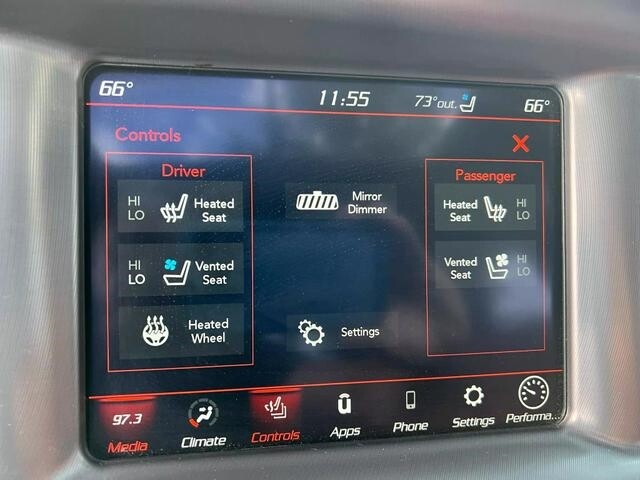 66°
11:55
73°out.
66°
Controls
Driver
HI
LO
Heated
Seat
HI
LO
Vented
Seat
Heated
Wheel
Mirror
Dimmer
Settings
Passenger
Heated
Seat
HI
LO
Vented
Seat
HI
LO
97.3
Media
Climate
Controls
Apps
Phone
Settings
Performa...